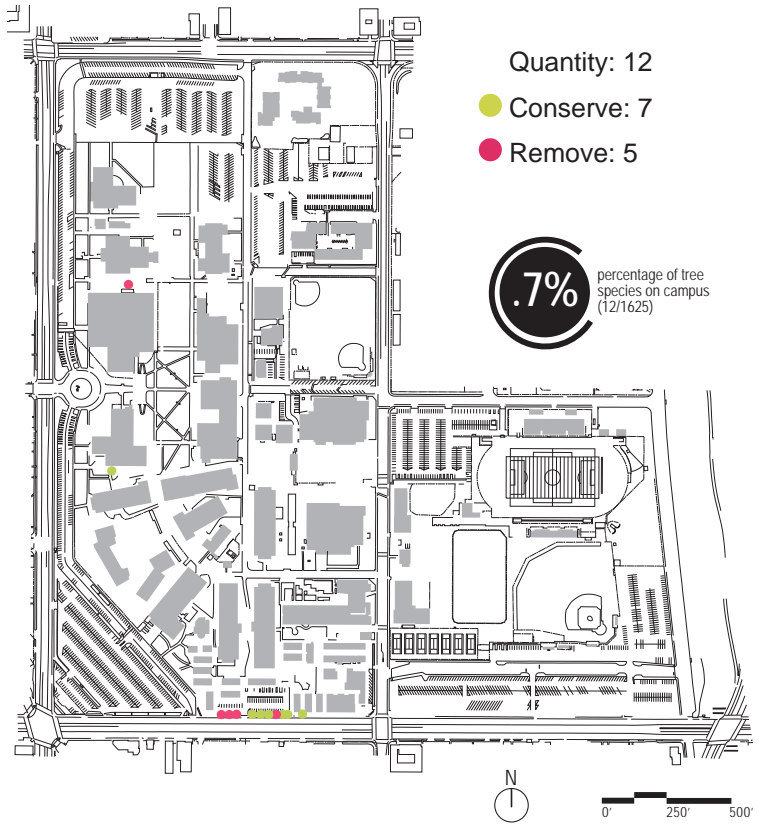 Quantity: 12
Conserve: 7
Remove: 5
.7%
percentage of tree
species on campus
(12/1625)
N
0' 250' 500'